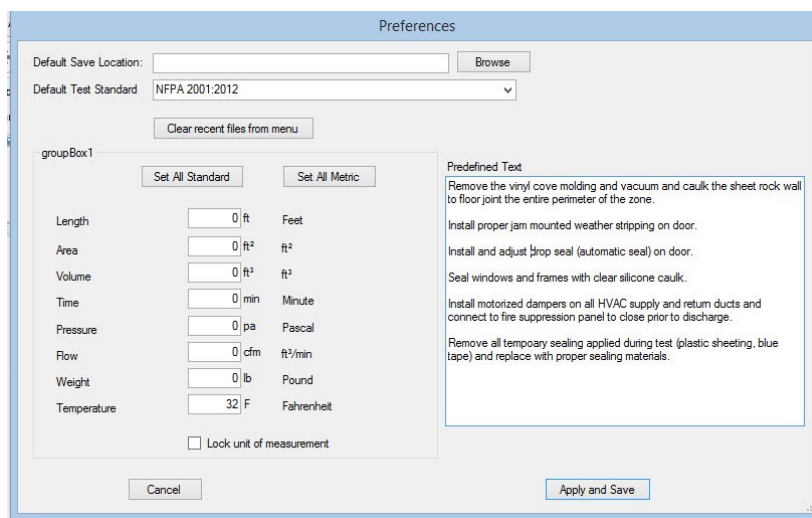 Preferences
Default Save Location:
Browse
Default Test Standard
NFPA 2001:2012
Clear recent files from menu
groupBox1
Set All Standard
Set All Metric
Length
0 ft
Feet
Area
0 ft²
ft²
Volume
0 ft³
ft³
Time
0 min
Minute
Pressure
0 pa
Pascal
Flow
0 cfm
ft³/min
Weight
0 lb
Pound
Temperature
32 F
Fahrenheit
Lock unit of measurement
Predefined Text
Remove the vinyl cove molding and vacuum and caulk the sheet rock wall
to floor joint the entire perimeter of the zone.
Install proper jam mounted weather stripping on door.
Install and adjust drop seal (automatic seal) on door.
Seal windows and frames with clear silicone caulk.
Install motorized dampers on all HVAC supply and return ducts and
connect to fire suppression panel to close prior to discharge.
Remove all tempoary sealing applied during test (plastic sheeting, blue
tape) and replace with proper sealing materials.
Cancel
Apply and Save